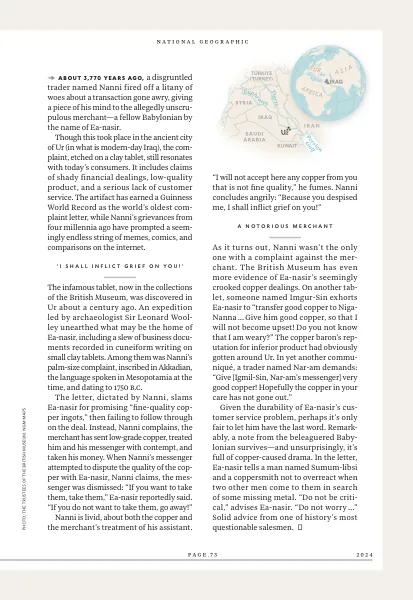 NATIONAL GEOGRAPHIC
→ ABOUT 3,770 YEARS AGO, a disgruntled
trader named Nanni fired off a litany of
woes about a transaction gone awry, giving
a piece of his mind to the allegedly unscru-
pulous merchant—a fellow Babylonian by
the name of Ea-nasir.
Though this took place in the ancient city
of Ur (in what is modern-day Iraq), the com-
plaint, etched on a clay tablet, still resonates
with today's consumers. It includes claims
of shady financial dealings, low-quality
product, and a serious lack of customer
service. The artifact has earned a Guinness
World Record as the world's oldest com-
plaint letter, while Nanni's grievances from
four millennia ago have prompted a seem-
ingly endless string of memes, comics, and
comparisons on the internet.
'I SHALL INFLICT GRIEF ON YOU!'
The infamous tablet, now in the collections
of the British Museum, was discovered in
Ur about a century ago. An expedition
led by archaeologist Sir Leonard Wool-
ley unearthed what may be the home of
Ea-nasir, including a slew of business docu-
ments recorded in cuneiform writing on
small clay tablets. Among them was Nanni's
palm-size complaint, inscribed in Akkadian,
the language spoken in Mesopotamia at the
time, and dating to 1750 B.C.
The letter, dictated by Nanni, slams
Ea-nasir for promising "fine-quality cop-
per ingots," then failing to follow through
on the deal. Instead, Nanni complains, the
merchant has sent low-grade copper, treated
him and his messenger with contempt, and
taken his money. When Nanni's messenger
attempted to dispute the quality of the cop-
per with Ea-nasir, Nanni claims, the mes-
senger was dismissed: "If you want to take
them, take them," Ea-nasir reportedly said.
"If you do not want to take them, go away!"
Nanni is livid, about both the copper and
the merchant's treatment of his assistant.
TÜRKIYE
(TURKEY)
SYRIA
IRAQ
IRAN
SAUDI
ARABIA
Ur
KUWAIT
ASIA
IRAQ
AFRICA
"I will not accept here any copper from you
that is not fine quality," he fumes. Nanni
concludes angrily: "Because you despised
me, I shall inflict grief on you!"
A NOTORIOUS MERCHANT
As it turns out, Nanni wasn't the only
one with a complaint against the mer-
chant. The British Museum has even
more evidence of Ea-nasir's seemingly
crooked copper dealings. On another tab-
let, someone named Imgur-Sin exhorts
Ea-nasir to "transfer good copper to Niga-
Nanna ... Give him good copper, so that I
will not become upset! Do you not know
that I am weary?" The copper baron's rep-
utation for inferior product had obviously
gotten around Ur. In yet another commu-
niqué, a trader named Nar-am demands:
"Give [Igmil-Sin, Nar-am's messenger] very
good copper! Hopefully the copper in your
care has not gone out."
Given the durability of Ea-nasir's cus-
tomer service problem, perhaps it's only
fair to let him have the last word. Remark-
ably, a note from the beleaguered Baby-
lonian survives—and unsurprisingly, it's
full of copper-caused drama. In the letter,
Ea-nasir tells a man named Sumum-libsi
and a coppersmith not to overreact when
two other men come to them in search
of some missing metal. "Do not be criti-
cal," advises Ea-nasir. "Do not worry ..."
Solid advice from one of history's most
questionable salesmen.
PAGE.75
2024